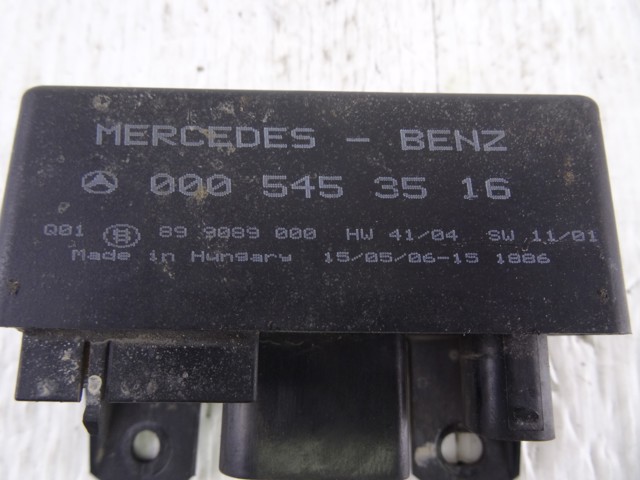 MERCEDES - BENZ
000 545 35 16
Q01 89 9089 000 HW 41/04 SW 11/01
Made in Hungary 15/05/06-15 1886